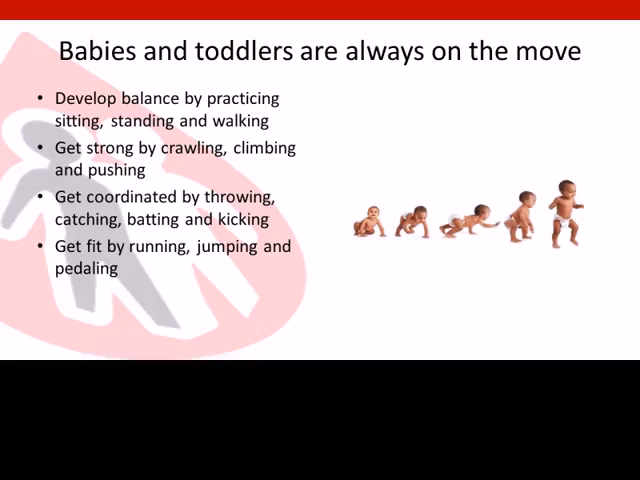 Babies and toddlers are always on the move
• Develop balance by practicing
sitting, standing and walking
• Get strong by crawling, climbing
and pushing
• Get coordinated by throwing,
catching, batting and kicking
• Get fit by running, jumping and
pedaling